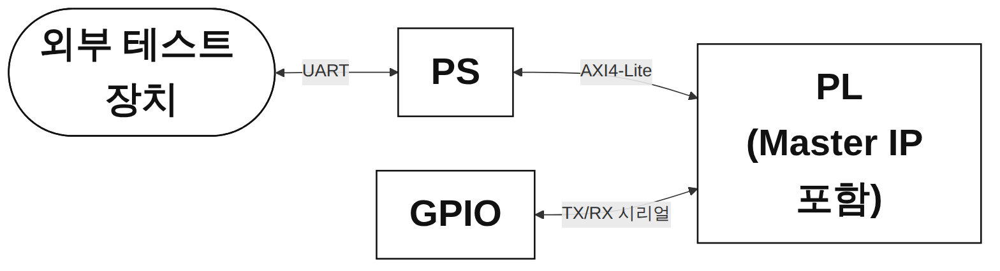 외부 테스트
장치
UART
PS
AXI4-Lite
PL
(Master IP
포함)
GPIO
TX/RX 시리얼